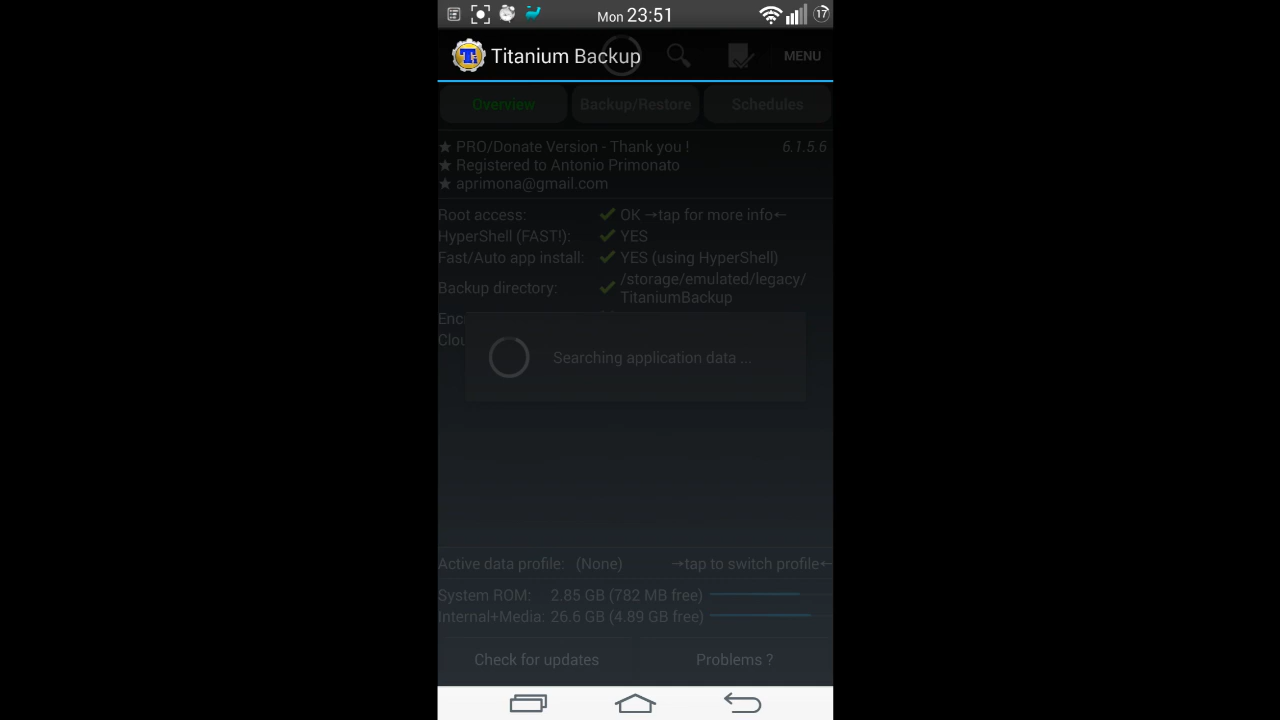 Mon 23:51
17
Titanium Backup
MENU
Overview
Backup/Restore
Schedules
★ PRO/Donate Version - Thank you ! 6.1.5.6
★ Registered to Antonio Primonato
★ aprimona@gmail.com
Root access: ✔ OK →tap for more info←
HyperShell (FAST!): ✔ YES
Fast/Auto app install: ✔ YES (using HyperShell)
Backup directory: ✔ /storage/emulated/legacy/
TitaniumBackup
Enc
Clou
Searching application data ...
Active data profile: (None) →tap to switch profile←
System ROM: 2.85 GB (782 MB free)
Internal+Media: 26.6 GB (4.89 GB free)
Check for updates
Problems ?